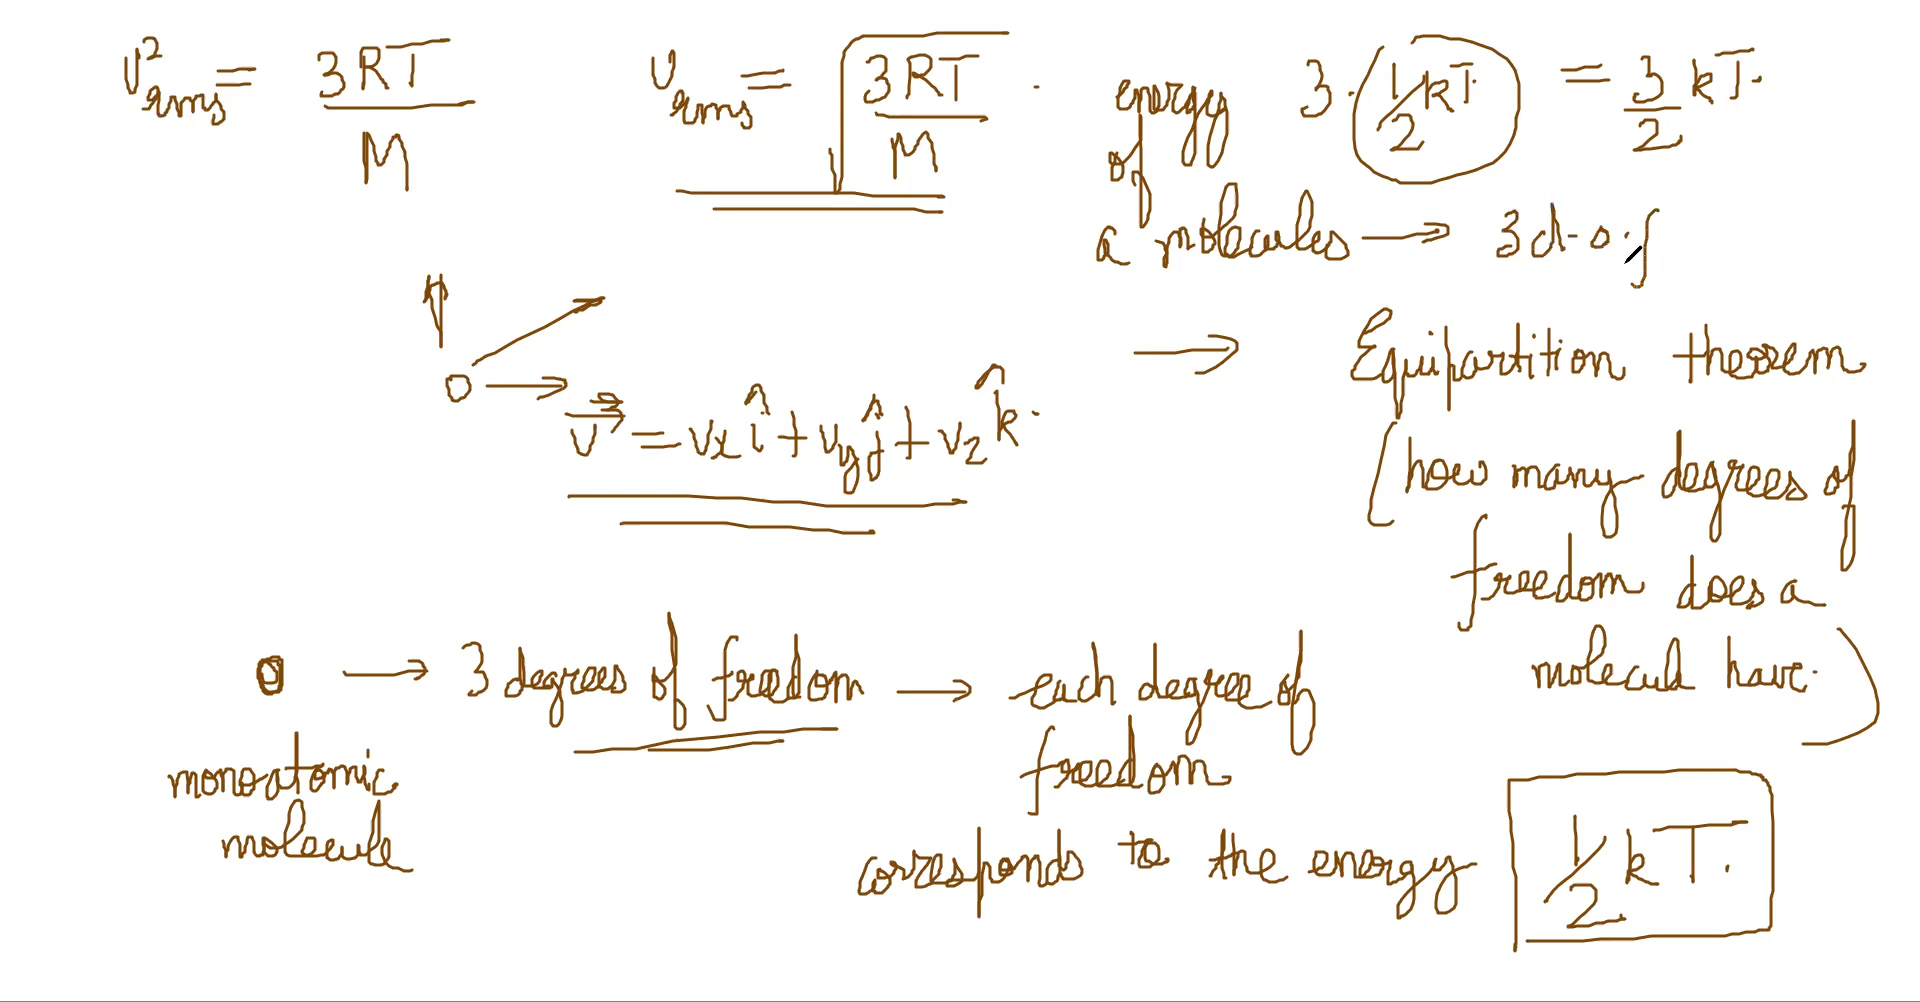 v²rms = 3RT/M
vrms = √(3RT/M) .
energy of a molecules → 3 d.o.f
3 . (1/2 kT) = 3/2 kT.
v⃗ = vx î + vy ĵ + vz k̂ .
→ Equipartition theorem
(how many degrees of
freedom does a
molecul have.)
monoatomic
molecule
→ 3 degrees of freedom → each degree of
freedom
corresponds to the energy 1/2 kT.